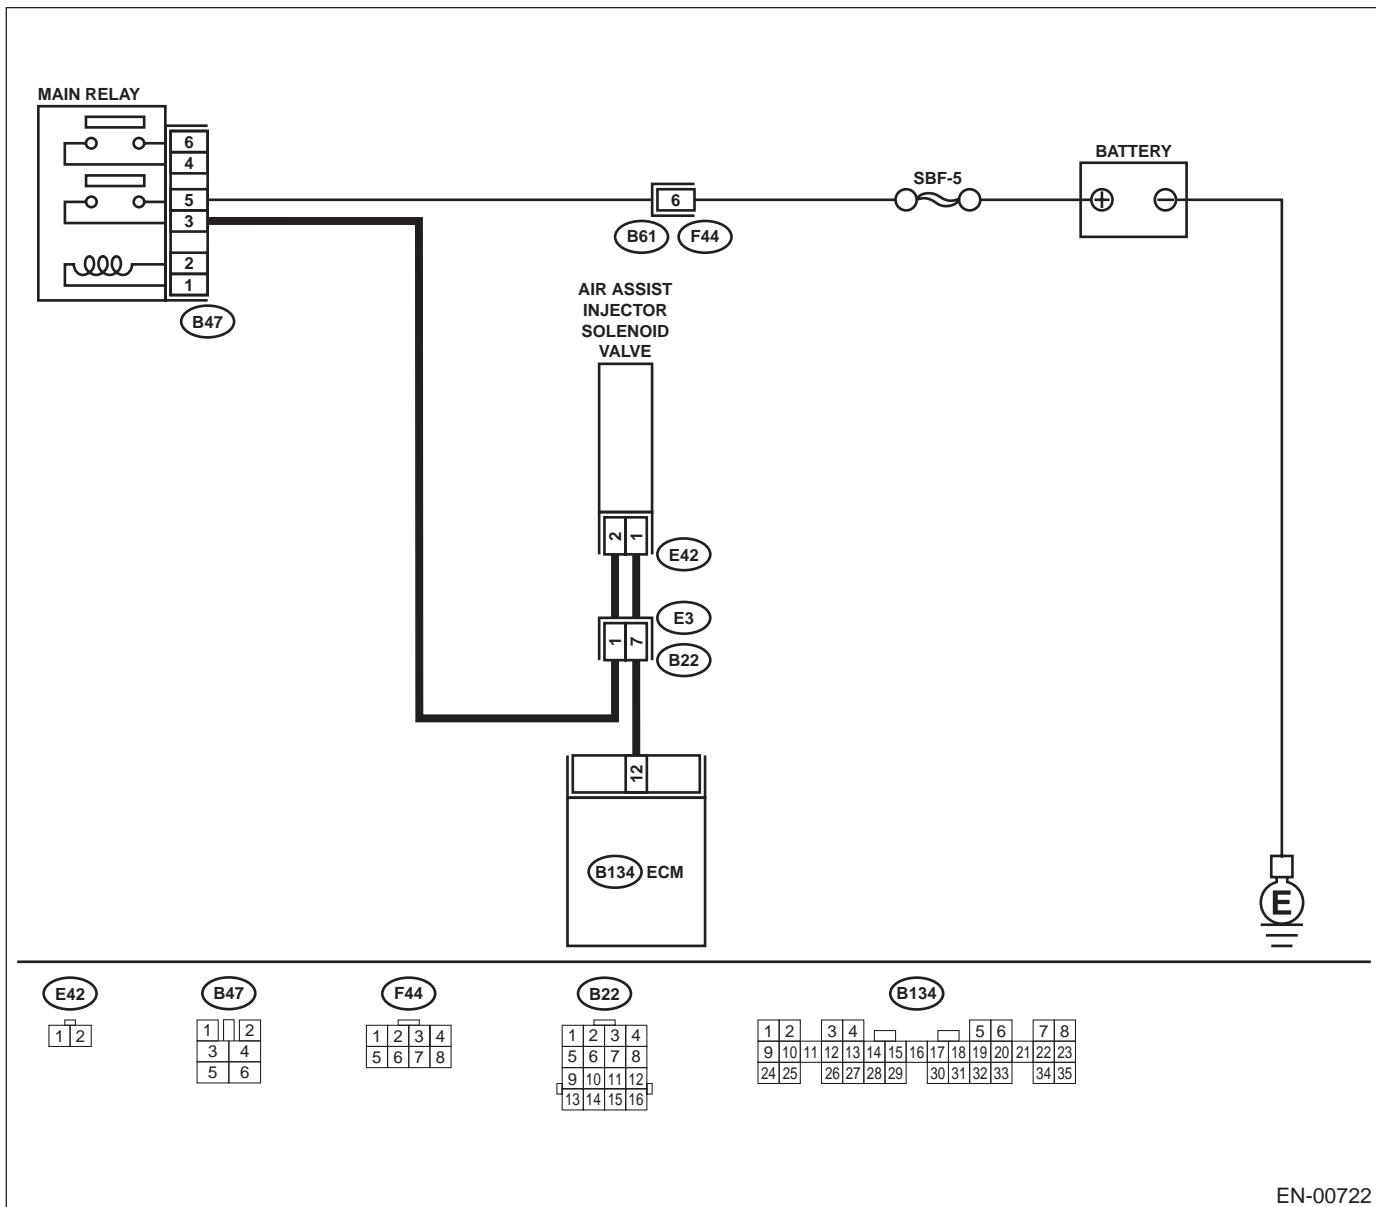 MAIN RELAY
6
4
5
3
2
1
B47
6
B61 F44
SBF-5
BATTERY
+ −
AIR ASSIST
INJECTOR
SOLENOID
VALVE
2 1
E42
E3
1 7
B22
12
B134 ECM
E
E42
1 2
B47
1 2
3 4
5 6
F44
1 2 3 4
5 6 7 8
B22
1 2 3 4
5 6 7 8
9 10 11 12
13 14 15 16
B134
1 2 3 4 5 6 7 8
9 10 11 12 13 14 15 16 17 18 19 20 21 22 23
24 25 26 27 28 29 30 31 32 33 34 35
EN-00722